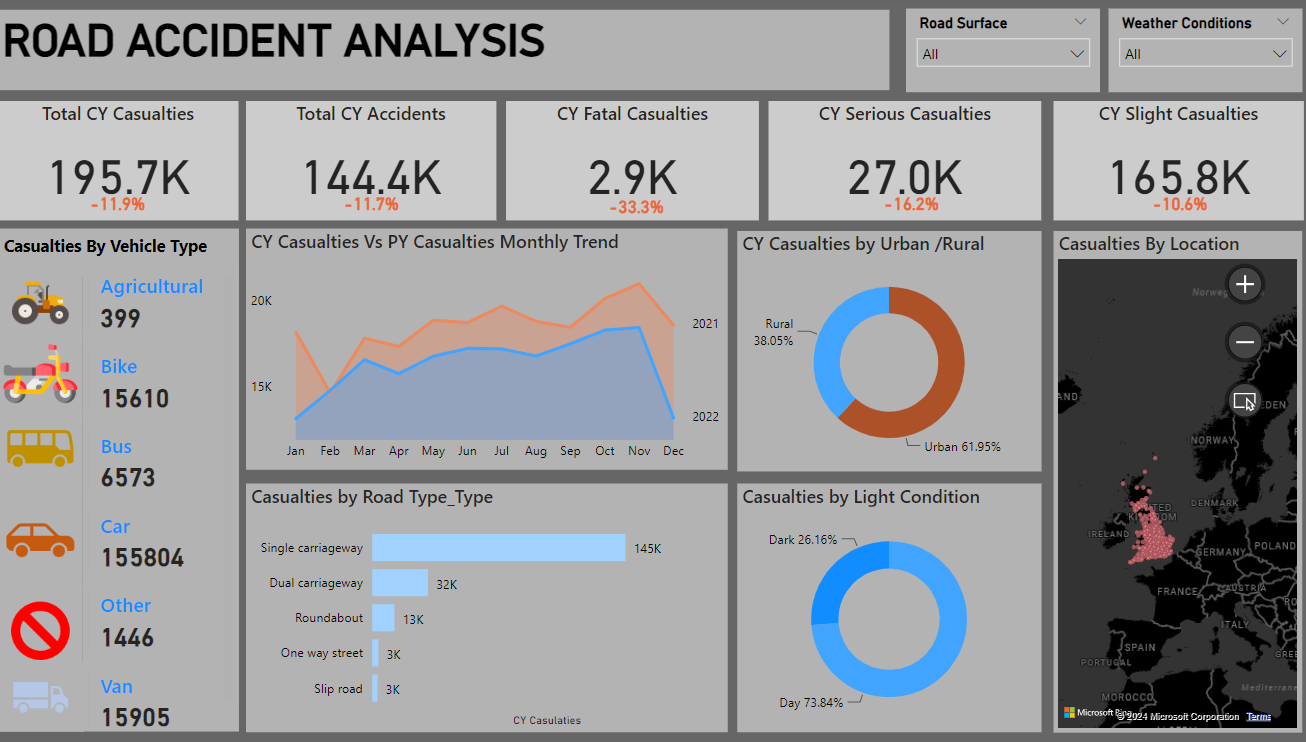 ROAD ACCIDENT ANALYSIS
Road Surface
All
Weather Conditions
All
Total CY Casualties
195.7K
-11.9%
Total CY Accidents
144.4K
-11.7%
CY Fatal Casualties
2.9K
-33.3%
CY Serious Casualties
27.0K
-16.2%
CY Slight Casualties
165.8K
-10.6%
Casualties By Vehicle Type
Agricultural
399
Bike
15610
Bus
6573
Car
155804
Other
1446
Van
15905
CY Casualties Vs PY Casualties Monthly Trend
20K
15K
2021
2022
Jan Feb Mar Apr May Jun Jul Aug Sep Oct Nov Dec
Casualties by Road Type_Type
Single carriageway 145K
Dual carriageway 32K
Roundabout 13K
One way street 3K
Slip road 3K
CY Casulaties
CY Casualties by Urban /Rural
Rural
38.05%
Urban 61.95%
Casualties by Light Condition
Dark 26.16%
Day 73.84%
Casualties By Location
NORWAY
DENMARK
IRELAND
GERMANY
POLAND
FRANCE
AUSTRIA
ITALY
SPAIN
PORTUGAL
MOROCCO
Microsoft
© 2024 Microsoft Corporation Terms